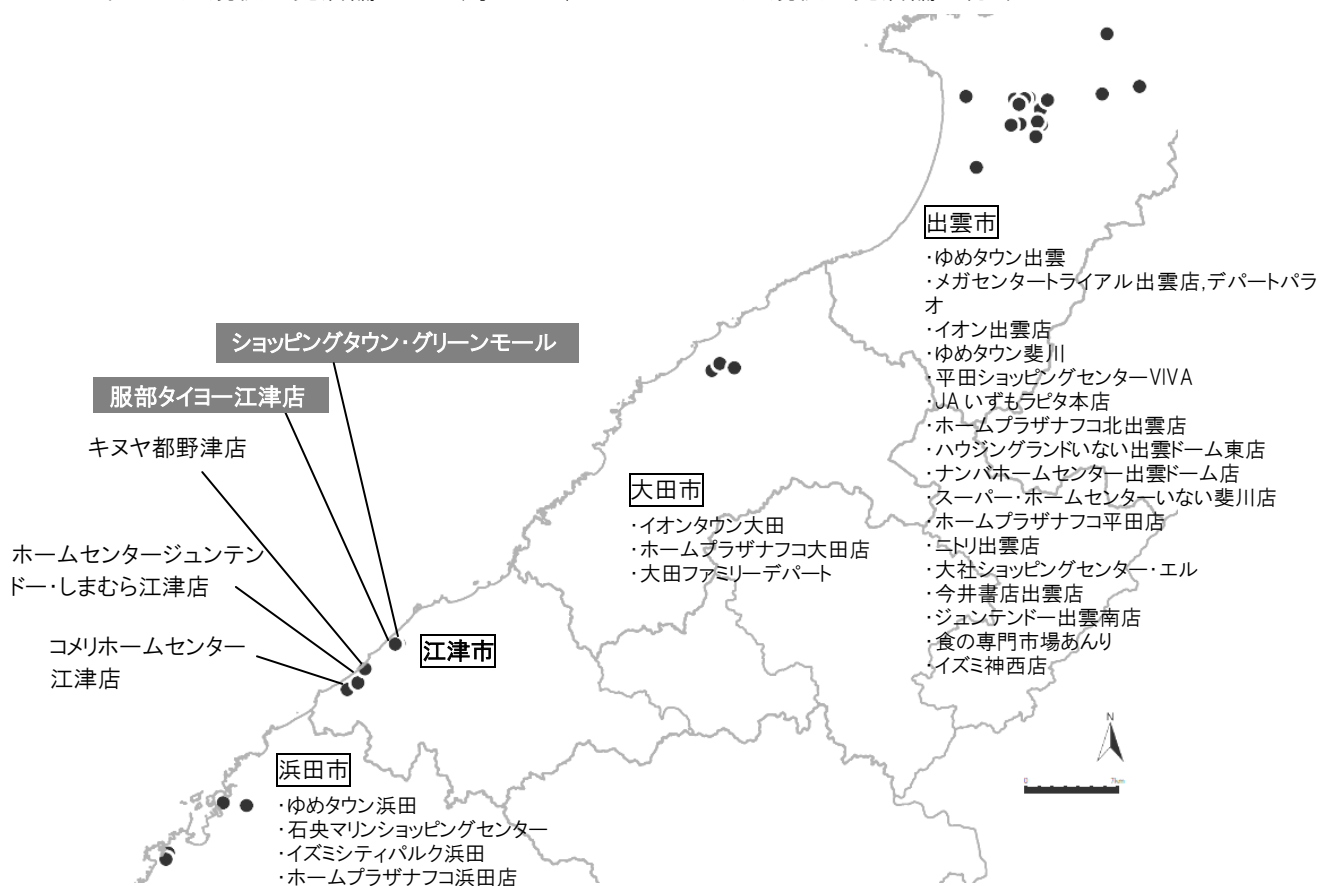 出雲市
・ゆめタウン出雲
・メガセンタートライアル出雲店,デパートパラ
オ
・イオン出雲店
・ゆめタウン斐川
・平田ショッピングセンターVIVA
・JAいずもラピタ本店
・ホームプラザナフコ北出雲店
・ハウジングランドいない出雲ドーム東店
・ナンバホームセンター出雲ドーム店
・スーパー・ホームセンターいない斐川店
・ホームプラザナフコ平田店
・ニトリ出雲店
・大社ショッピングセンター・エル
・今井書店出雲店
・ジュンテンドー出雲南店
・食の専門市場あんり
・イズミ神西店
ショッピングタウン・グリーンモール
服部タイヨー江津店
キヌヤ都野津店
ホームセンタージュンテン
ドー・しまむら江津店
コメリホームセンター
江津店
江津市
大田市
・イオンタウン大田
・ホームプラザナフコ大田店
・大田ファミリーデパート
浜田市
・ゆめタウン浜田
・石央マリンショッピングセンター
・イズミシティパルク浜田
・ホームプラザナフコ浜田店
N
0 7km